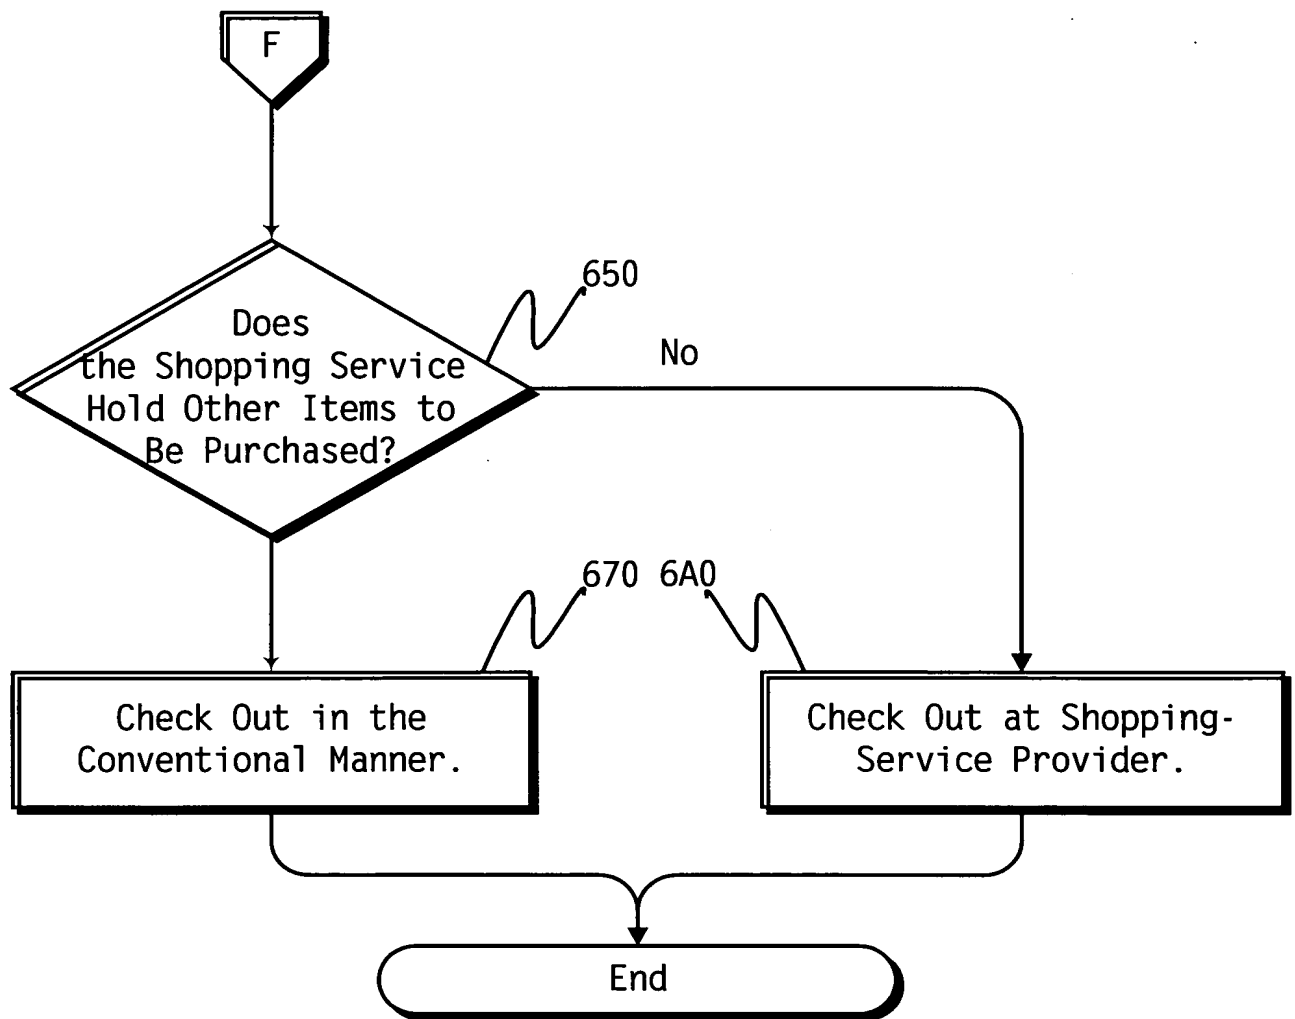 F
650
Does
the Shopping Service
Hold Other Items to
Be Purchased?
No
670 6A0
Check Out in the
Conventional Manner.
Check Out at Shopping-
Service Provider.
End